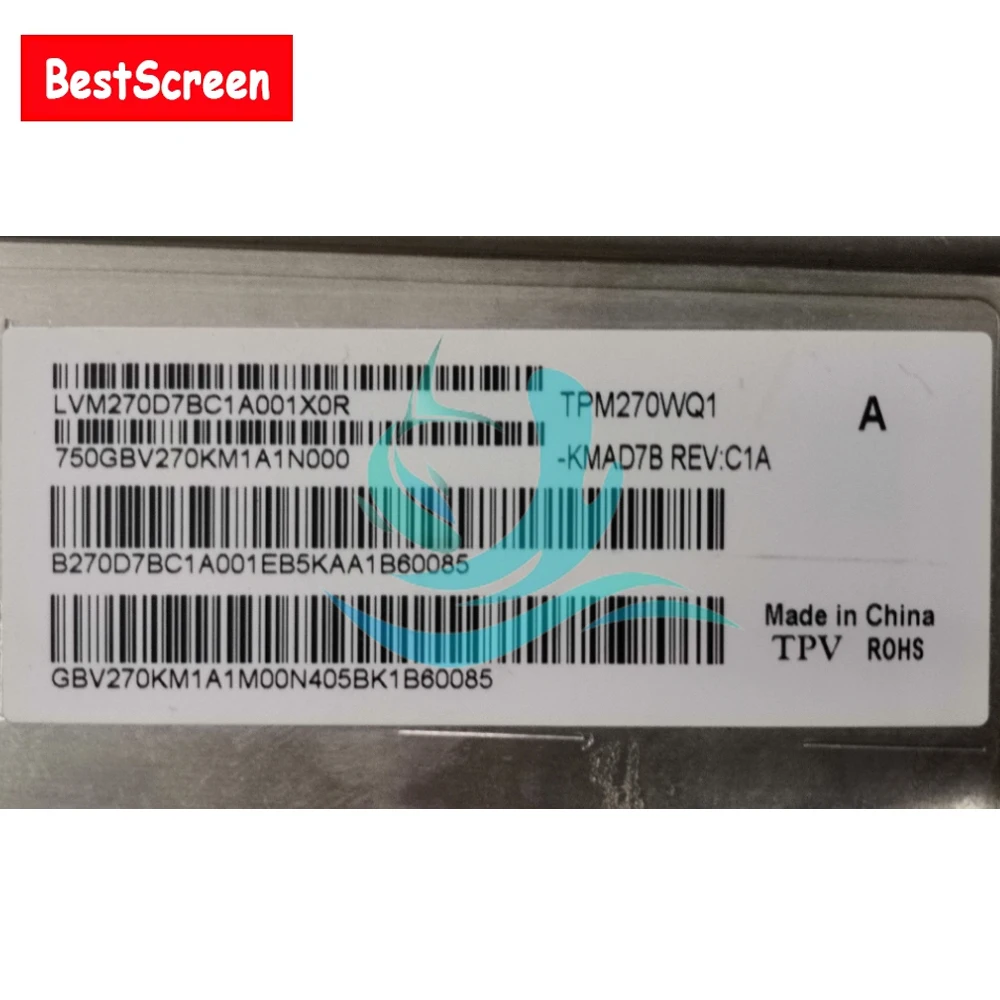 BestScreen
LVM270D7BC1A001X0R
TPM270WQ1
A
750GBV270KM1A1N000
-KMAD7B REV:C1A
B270D7BC1A001EB5KAA1B60085
Made in China
TPV ROHS
GBV270KM1A1M00N405BK1B60085